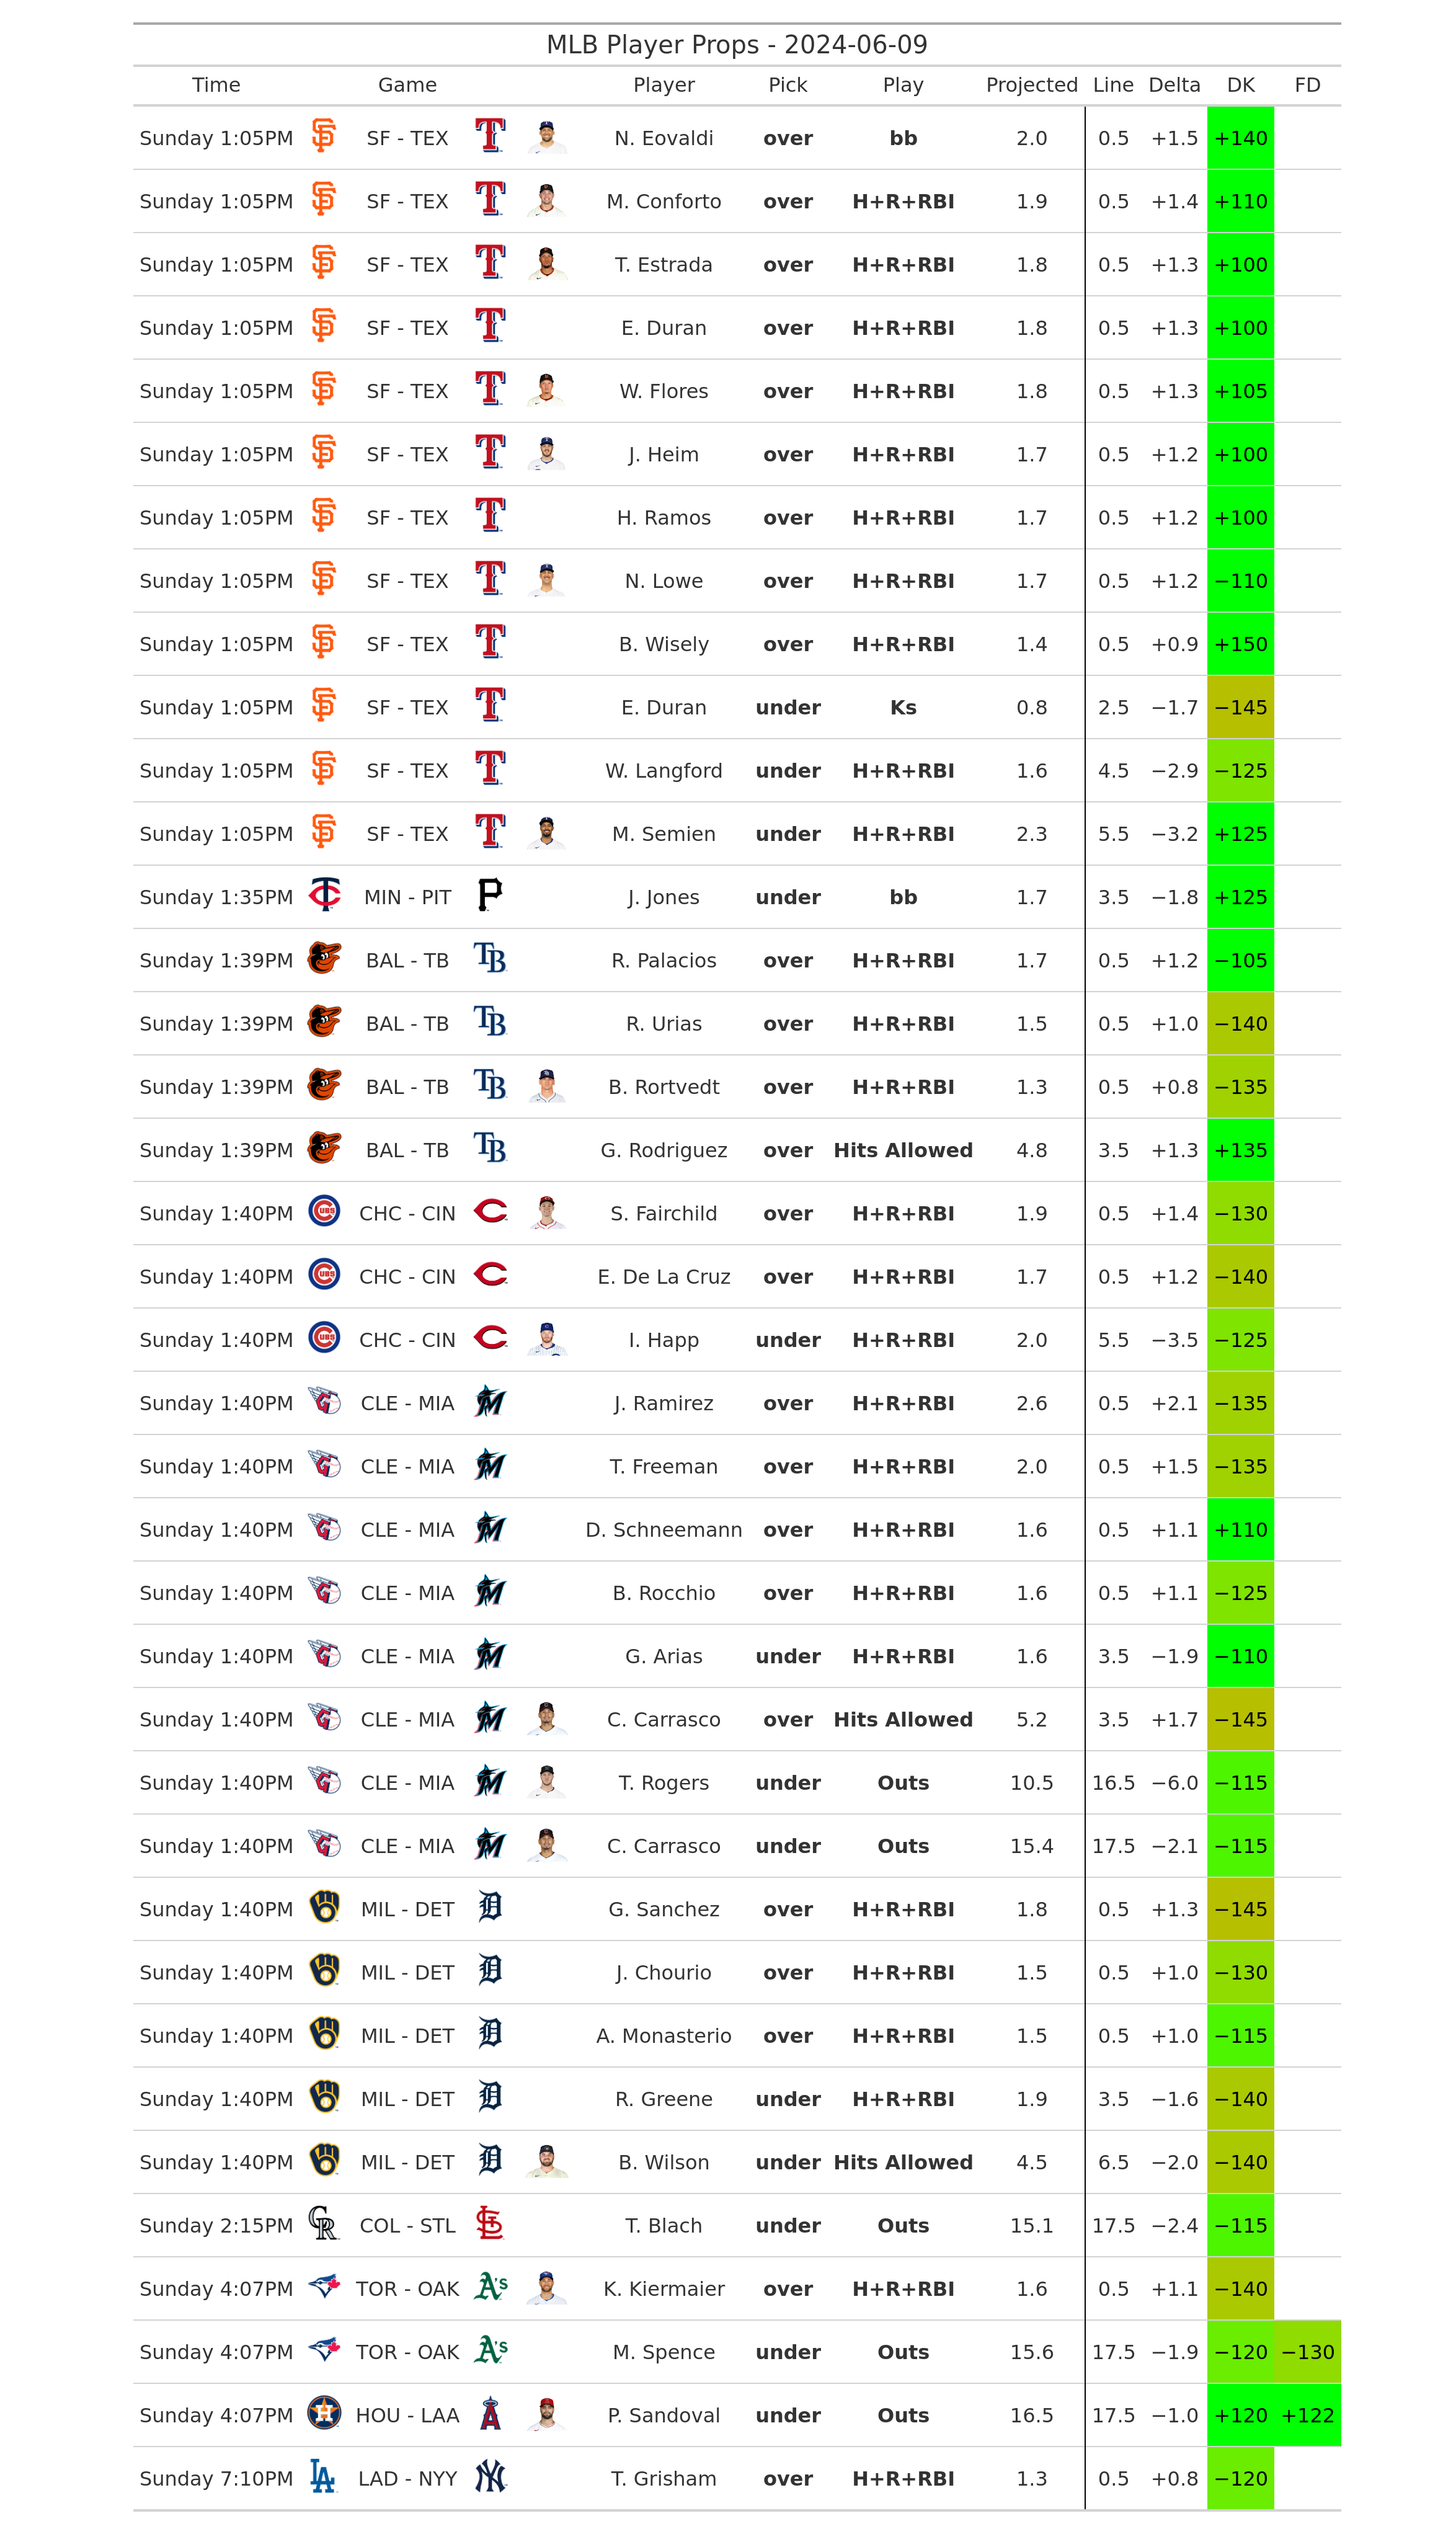 MLB Player Props - 2024-06-09
Time Game Player Pick Play Projected Line Delta DK FD
Sunday 1:05PM SF - TEX N. Eovaldi over bb 2.0 0.5 +1.5 +140
Sunday 1:05PM SF - TEX M. Conforto over H+R+RBI 1.9 0.5 +1.4 +110
Sunday 1:05PM SF - TEX T. Estrada over H+R+RBI 1.8 0.5 +1.3 +100
Sunday 1:05PM SF - TEX E. Duran over H+R+RBI 1.8 0.5 +1.3 +100
Sunday 1:05PM SF - TEX W. Flores over H+R+RBI 1.8 0.5 +1.3 +105
Sunday 1:05PM SF - TEX J. Heim over H+R+RBI 1.7 0.5 +1.2 +100
Sunday 1:05PM SF - TEX H. Ramos over H+R+RBI 1.7 0.5 +1.2 +100
Sunday 1:05PM SF - TEX N. Lowe over H+R+RBI 1.7 0.5 +1.2 −110
Sunday 1:05PM SF - TEX B. Wisely over H+R+RBI 1.4 0.5 +0.9 +150
Sunday 1:05PM SF - TEX E. Duran under Ks 0.8 2.5 −1.7 −145
Sunday 1:05PM SF - TEX W. Langford under H+R+RBI 1.6 4.5 −2.9 −125
Sunday 1:05PM SF - TEX M. Semien under H+R+RBI 2.3 5.5 −3.2 +125
Sunday 1:35PM MIN - PIT J. Jones under bb 1.7 3.5 −1.8 +125
Sunday 1:39PM BAL - TB R. Palacios over H+R+RBI 1.7 0.5 +1.2 −105
Sunday 1:39PM BAL - TB R. Urias over H+R+RBI 1.5 0.5 +1.0 −140
Sunday 1:39PM BAL - TB B. Rortvedt over H+R+RBI 1.3 0.5 +0.8 −135
Sunday 1:39PM BAL - TB G. Rodriguez over Hits Allowed 4.8 3.5 +1.3 +135
Sunday 1:40PM CHC - CIN S. Fairchild over H+R+RBI 1.9 0.5 +1.4 −130
Sunday 1:40PM CHC - CIN E. De La Cruz over H+R+RBI 1.7 0.5 +1.2 −140
Sunday 1:40PM CHC - CIN I. Happ under H+R+RBI 2.0 5.5 −3.5 −125
Sunday 1:40PM CLE - MIA J. Ramirez over H+R+RBI 2.6 0.5 +2.1 −135
Sunday 1:40PM CLE - MIA T. Freeman over H+R+RBI 2.0 0.5 +1.5 −135
Sunday 1:40PM CLE - MIA D. Schneemann over H+R+RBI 1.6 0.5 +1.1 +110
Sunday 1:40PM CLE - MIA B. Rocchio over H+R+RBI 1.6 0.5 +1.1 −125
Sunday 1:40PM CLE - MIA G. Arias under H+R+RBI 1.6 3.5 −1.9 −110
Sunday 1:40PM CLE - MIA C. Carrasco over Hits Allowed 5.2 3.5 +1.7 −145
Sunday 1:40PM CLE - MIA T. Rogers under Outs 10.5 16.5 −6.0 −115
Sunday 1:40PM CLE - MIA C. Carrasco under Outs 15.4 17.5 −2.1 −115
Sunday 1:40PM MIL - DET G. Sanchez over H+R+RBI 1.8 0.5 +1.3 −145
Sunday 1:40PM MIL - DET J. Chourio over H+R+RBI 1.5 0.5 +1.0 −130
Sunday 1:40PM MIL - DET A. Monasterio over H+R+RBI 1.5 0.5 +1.0 −115
Sunday 1:40PM MIL - DET R. Greene under H+R+RBI 1.9 3.5 −1.6 −140
Sunday 1:40PM MIL - DET B. Wilson under Hits Allowed 4.5 6.5 −2.0 −140
Sunday 2:15PM COL - STL T. Blach under Outs 15.1 17.5 −2.4 −115
Sunday 4:07PM TOR - OAK K. Kiermaier over H+R+RBI 1.6 0.5 +1.1 −140
Sunday 4:07PM TOR - OAK M. Spence under Outs 15.6 17.5 −1.9 −120 −130
Sunday 4:07PM HOU - LAA P. Sandoval under Outs 16.5 17.5 −1.0 +120 +122
Sunday 7:10PM LAD - NYY T. Grisham over H+R+RBI 1.3 0.5 +0.8 −120